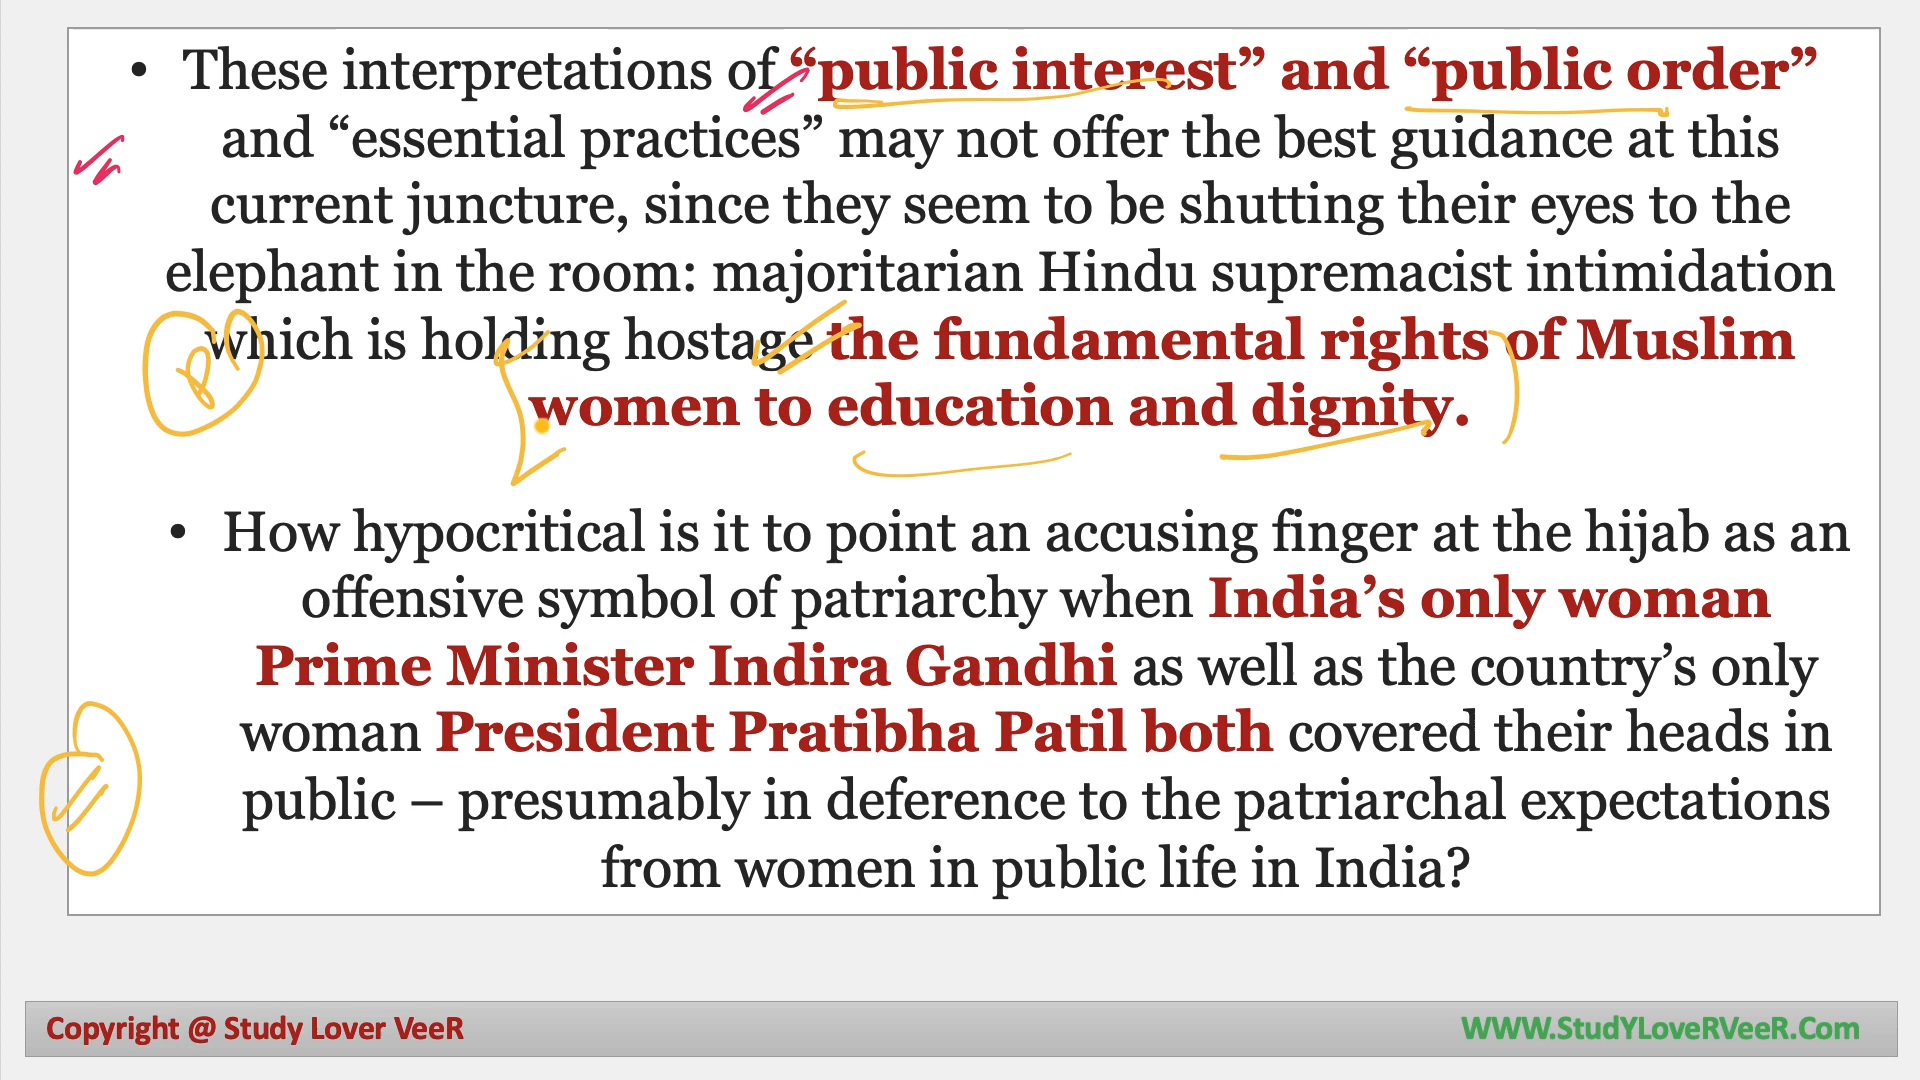 • These interpretations of “public interest” and “public order”
and “essential practices” may not offer the best guidance at this
current juncture, since they seem to be shutting their eyes to the
elephant in the room: majoritarian Hindu supremacist intimidation
which is holding hostage the fundamental rights of Muslim
women to education and dignity.
• How hypocritical is it to point an accusing finger at the hijab as an
offensive symbol of patriarchy when India’s only woman
Prime Minister Indira Gandhi as well as the country’s only
woman President Pratibha Patil both covered their heads in
public – presumably in deference to the patriarchal expectations
from women in public life in India?
Copyright @ Study Lover VeeR
WWW.StudYLoveRVeeR.Com